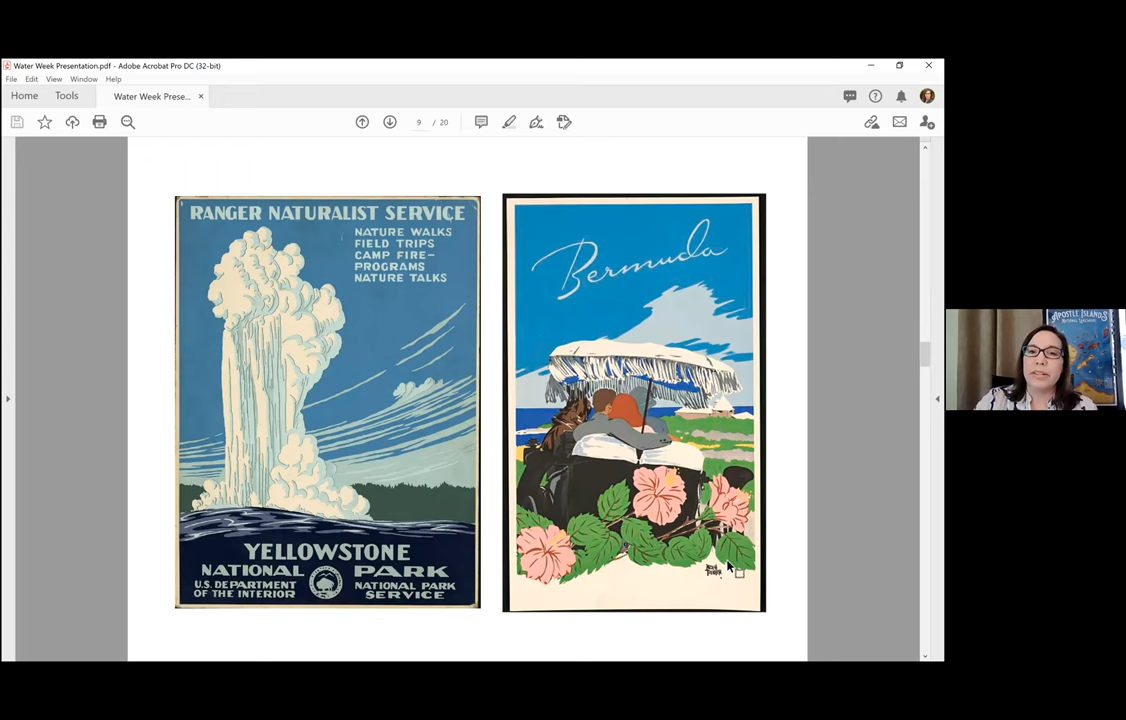 Water Week Presentation.pdf - Adobe Acrobat Pro DC (32-bit)
File Edit View Window Help
Home Tools Water Week Prese... ×
9 / 20
RANGER NATURALIST SERVICE
NATURE WALKS
FIELD TRIPS
CAMP FIRE-
PROGRAMS
NATURE TALKS
YELLOWSTONE
NATIONAL PARK
U.S. DEPARTMENT
OF THE INTERIOR
NATIONAL PARK
SERVICE
Bermuda
APOSTLE ISLANDS